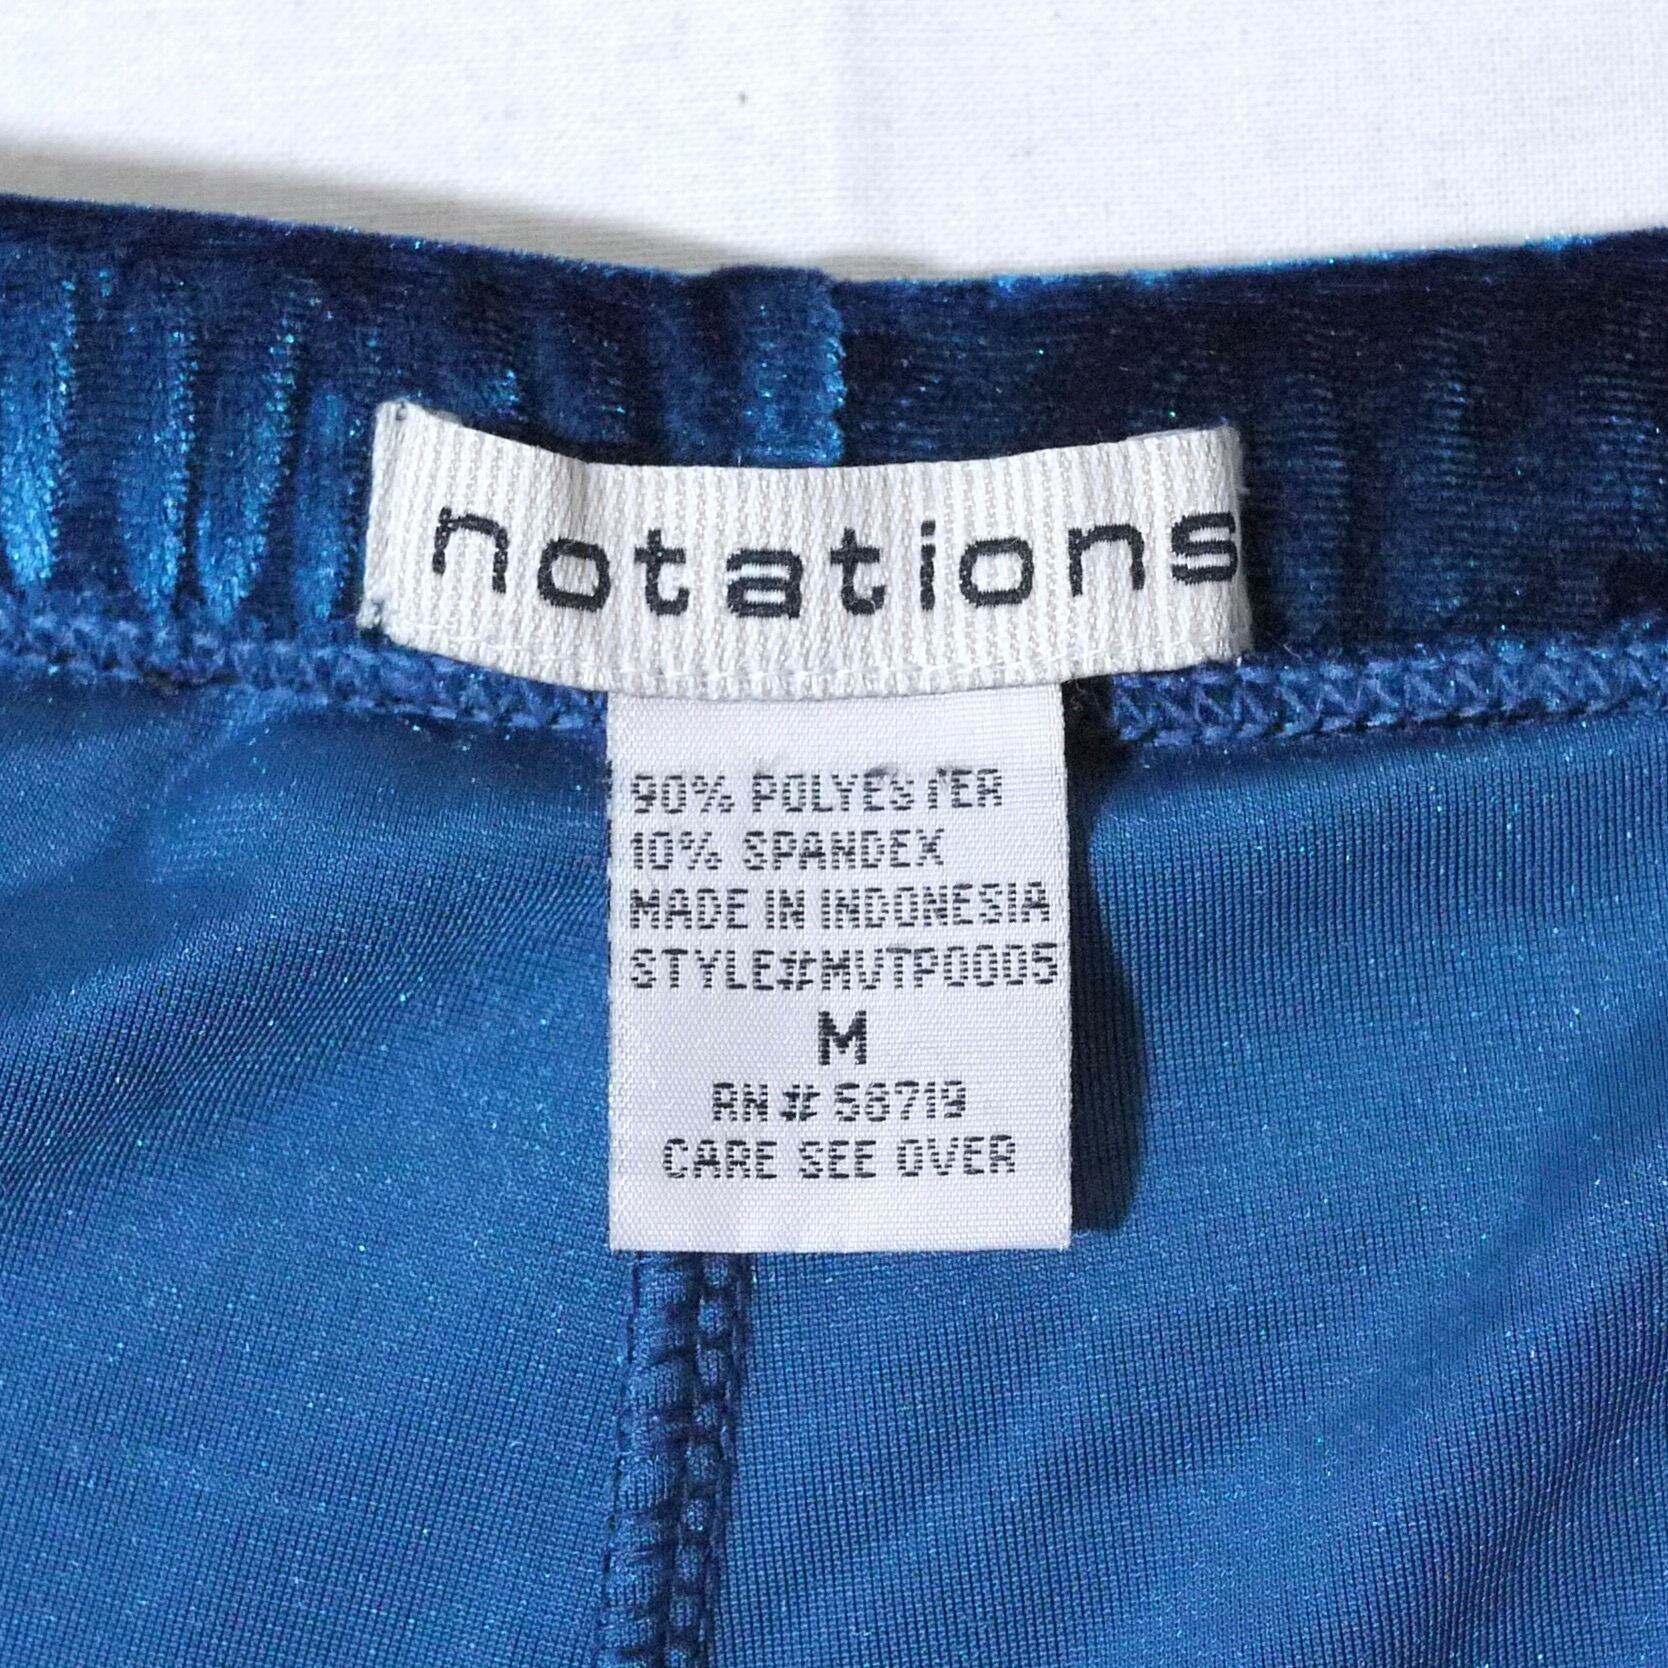 notations
90% POLYESTER
10% SPANDEX
MADE IN INDONESIA
STYLE#MVTP0005
M
RN# 58719
CARE SEE OVER